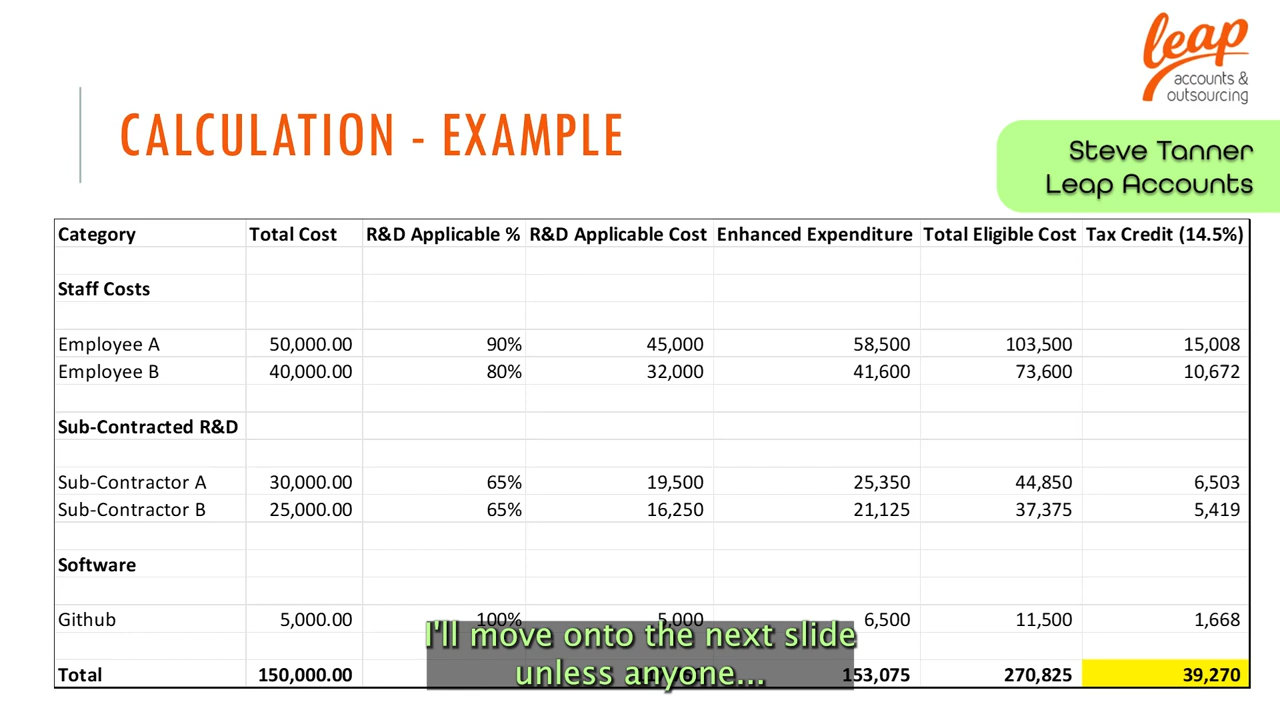 leap
accounts &
outsourcing
CALCULATION - EXAMPLE
Steve Tanner
Leap Accounts
Category Total Cost R&D Applicable % R&D Applicable Cost Enhanced Expenditure Total Eligible Cost Tax Credit (14.5%)
Staff Costs
Employee A 50,000.00 90% 45,000 58,500 103,500 15,008
Employee B 40,000.00 80% 32,000 41,600 73,600 10,672
Sub-Contracted R&D
Sub-Contractor A 30,000.00 65% 19,500 25,350 44,850 6,503
Sub-Contractor B 25,000.00 65% 16,250 21,125 37,375 5,419
Software
Github 5,000.00 100% 5,000 6,500 11,500 1,668
I'll move onto the next slide
unless anyone...
Total 150,000.00 153,075 270,825 39,270